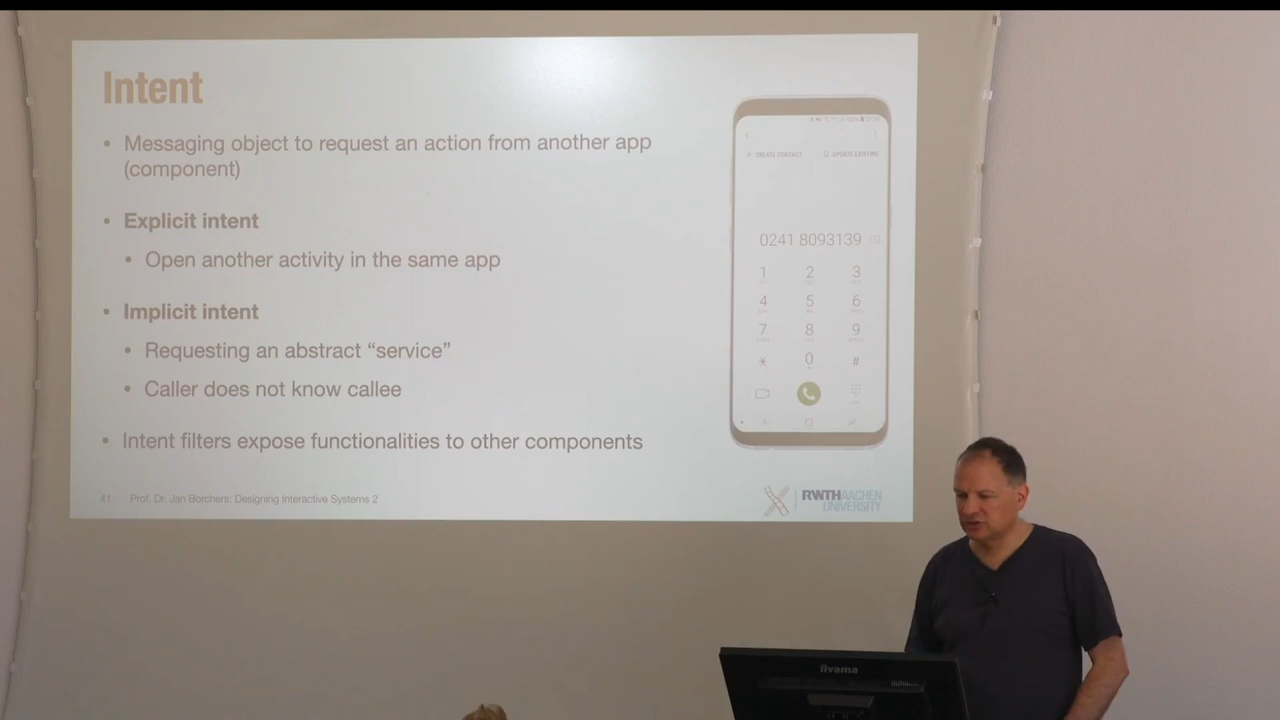 Intent
• Messaging object to request an action from another app
(component)
• Explicit intent
• Open another activity in the same app
• Implicit intent
• Requesting an abstract “service”
• Caller does not know callee
• Intent filters expose functionalities to other components
41 Prof. Dr. Jan Borchers: Designing Interactive Systems 2
+ CREATE CONTACT UPDATE EXISTING
0241 8093139
1 2 3
4 5 6
7 8 9
* 0 #
RWTHAACHEN
UNIVERSITY
iiyama